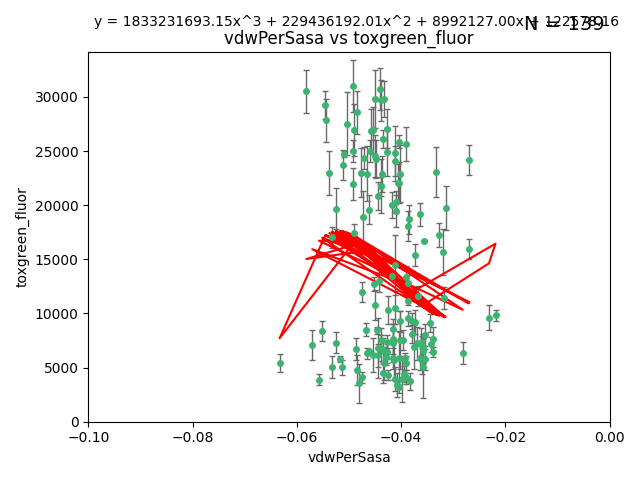 y = 1833231693.15x^3 + 229436192.01x^2 + 8992127.00x
N = 139
vdwPerSasa vs toxgreen_fluor
30000
25000
20000
15000
10000
5000
0
toxgreen_fluor
−0.10
−0.08
−0.06
−0.04
−0.02
0.00
vdwPerSasa